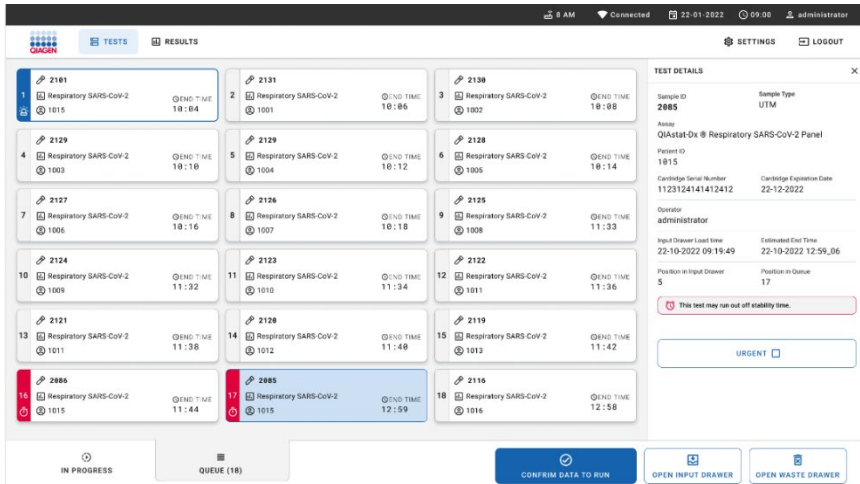 8 AM Connected 22-01-2022 09:00 administrator
QIAGEN TESTS RESULTS SETTINGS LOGOUT
1
2101
Respiratory SARS-CoV-2
1015
END TIME
10:04
2
2131
Respiratory SARS-CoV-2
1001
END TIME
10:06
3
2130
Respiratory SARS-CoV-2
1002
END TIME
10:08
4
2129
Respiratory SARS-CoV-2
1003
END TIME
10:10
5
2129
Respiratory SARS-CoV-2
1004
END TIME
10:12
6
2128
Respiratory SARS-CoV-2
1005
END TIME
10:14
7
2127
Respiratory SARS-CoV-2
1006
END TIME
10:16
8
2126
Respiratory SARS-CoV-2
1007
END TIME
10:18
9
2125
Respiratory SARS-CoV-2
1008
END TIME
11:33
10
2124
Respiratory SARS-CoV-2
1009
END TIME
11:32
11
2123
Respiratory SARS-CoV-2
1010
END TIME
11:34
12
2122
Respiratory SARS-CoV-2
1011
END TIME
11:36
13
2121
Respiratory SARS-CoV-2
1011
END TIME
11:38
14
2120
Respiratory SARS-CoV-2
1012
END TIME
11:40
15
2119
Respiratory SARS-CoV-2
1013
END TIME
11:42
16
2086
Respiratory SARS-CoV-2
1015
END TIME
11:44
17
2085
Respiratory SARS-CoV-2
1015
END TIME
12:59
18
2116
Respiratory SARS-CoV-2
1016
END TIME
12:58
TEST DETAILS
Sample ID
2085
Sample Type
UTM
Assay
QIAstat-Dx ® Respiratory SARS-CoV-2 Panel
Patient ID
1015
Cartridge Serial Number
1123124141412412
Cartridge Expiration Date
22-12-2022
Operator
administrator
Input Drawer Load time
22-10-2022 09:19:49
Estimated End Time
22-10-2022 12:59_06
Position in Input Drawer
5
Position in Queue
17
This test may run out off stability time.
URGENT
IN PROGRESS
QUEUE (18)
CONFRIM DATA TO RUN
OPEN INPUT DRAWER
OPEN WASTE DRAWER